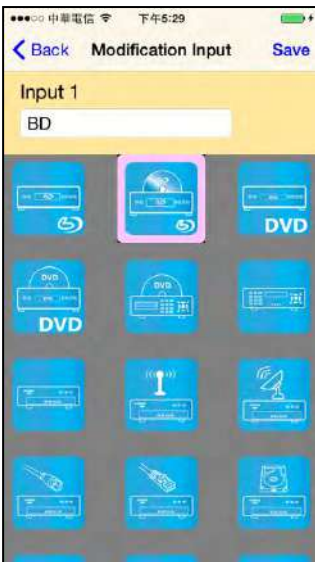 中華電信 下午5:29
Back Modification Input Save
Input 1
BD
DVD
DVD
DVD
DVD